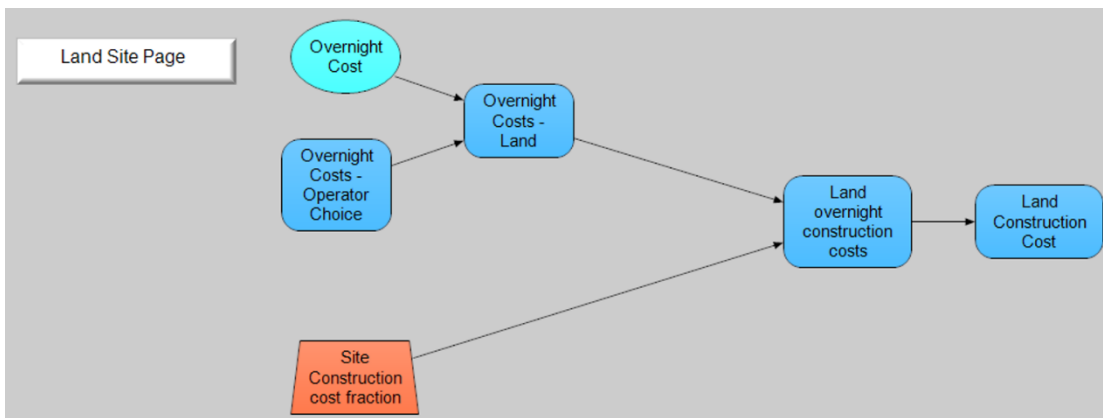 Land Site Page
Overnight
Cost
Overnight
Costs -
Land
Overnight
Costs -
Operator
Choice
Land
overnight
construction
costs
Land
Construction
Cost
Site
Construction
cost fraction